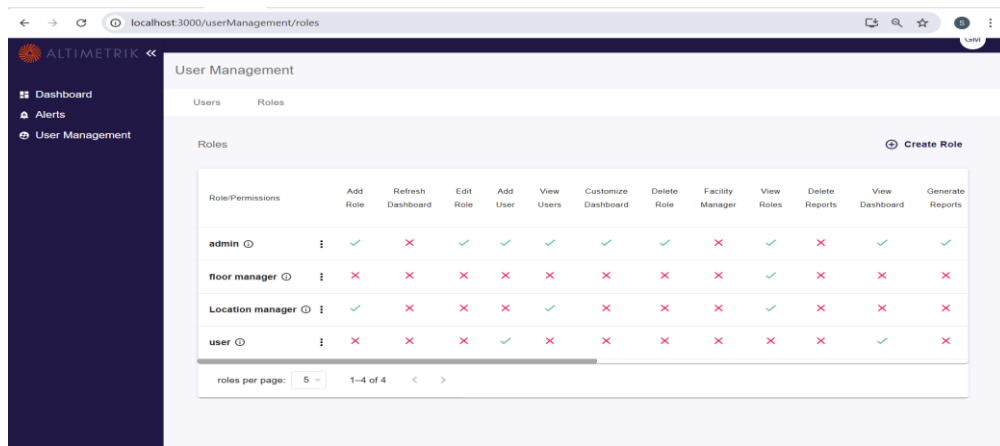 localhost:3000/userManagement/roles
S
ALTIMETRIK
GM
User Management
Dashboard
Alerts
User Management
Users Roles
Roles
Create Role
Role/Permissions Add Role Refresh Dashboard Edit Role Add User View Users Customize Dashboard Delete Role Facility Manager View Roles Delete Reports View Dashboard Generate Reports
admin
floor manager
Location manager
user
roles per page: 5 1–4 of 4